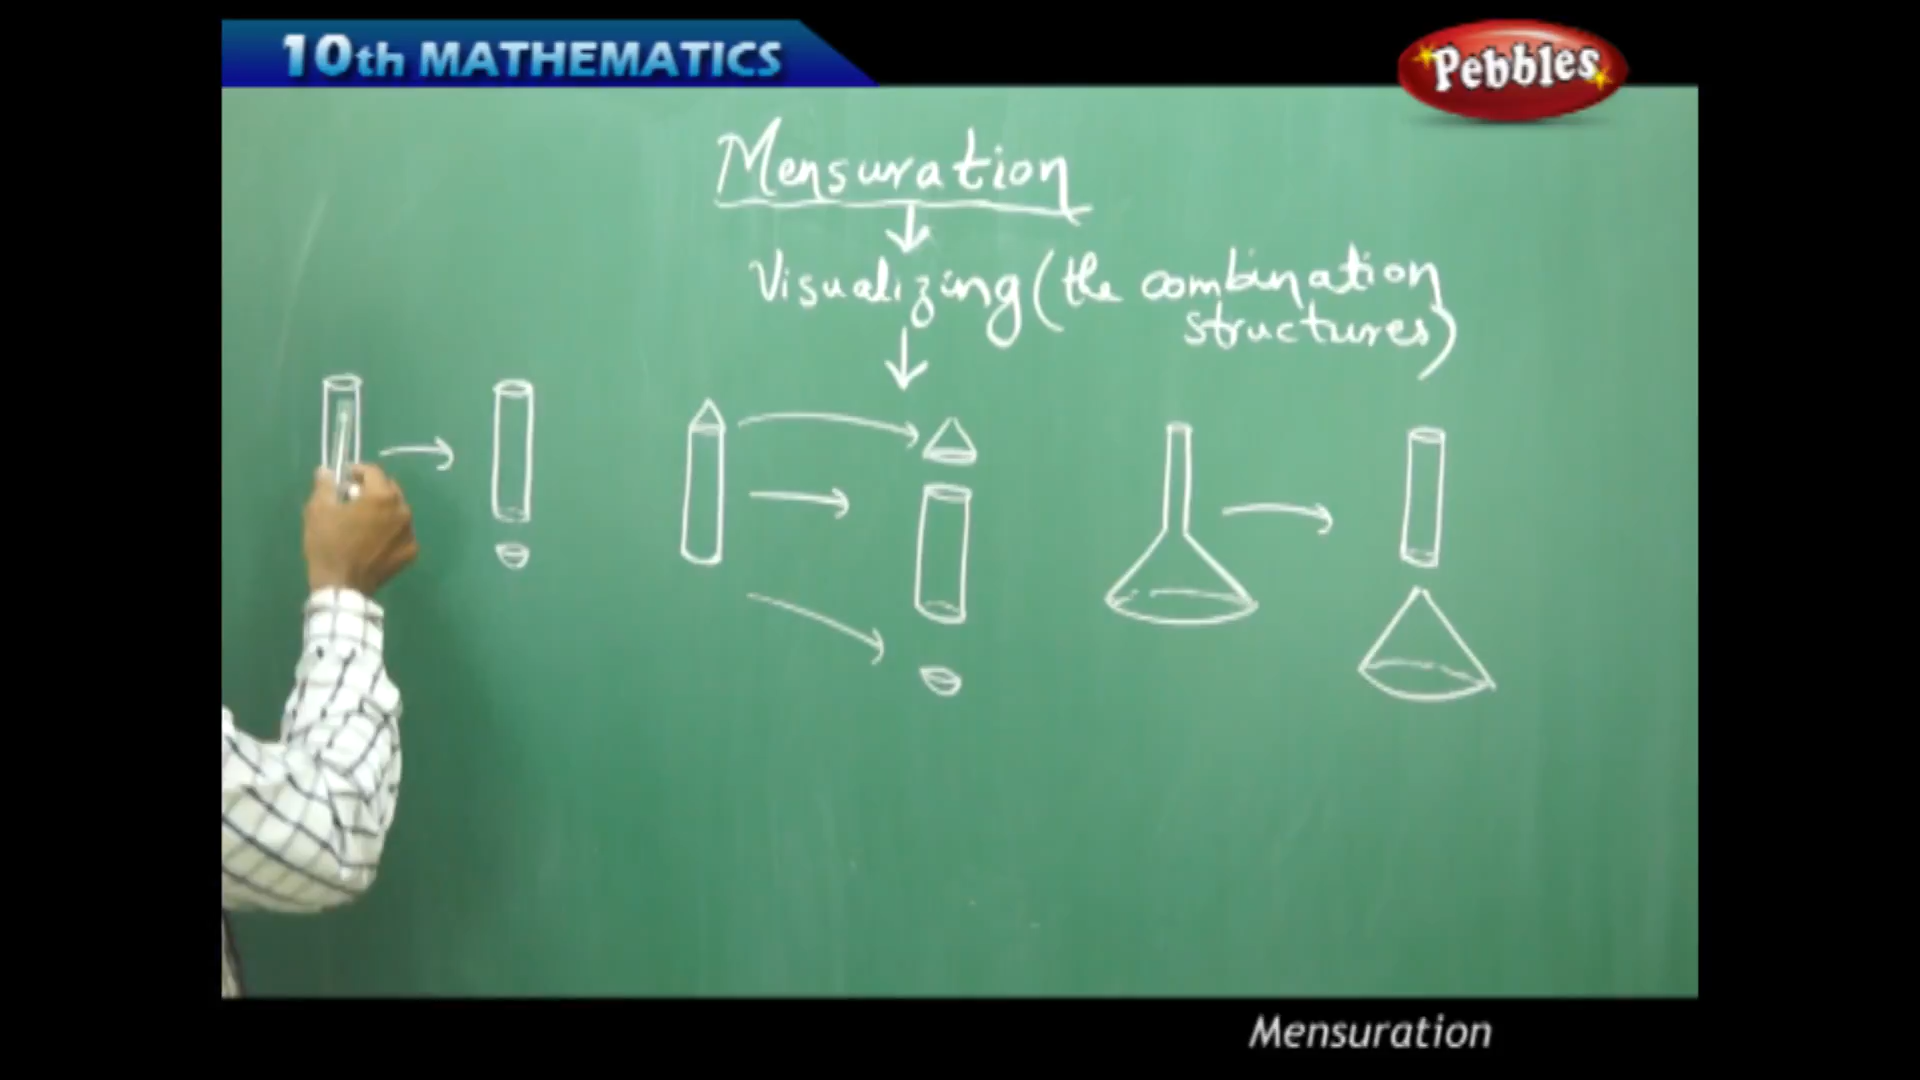 10th MATHEMATICS
Pebbles
Mensuration
Visualizing (the combination
structures)
Mensuration